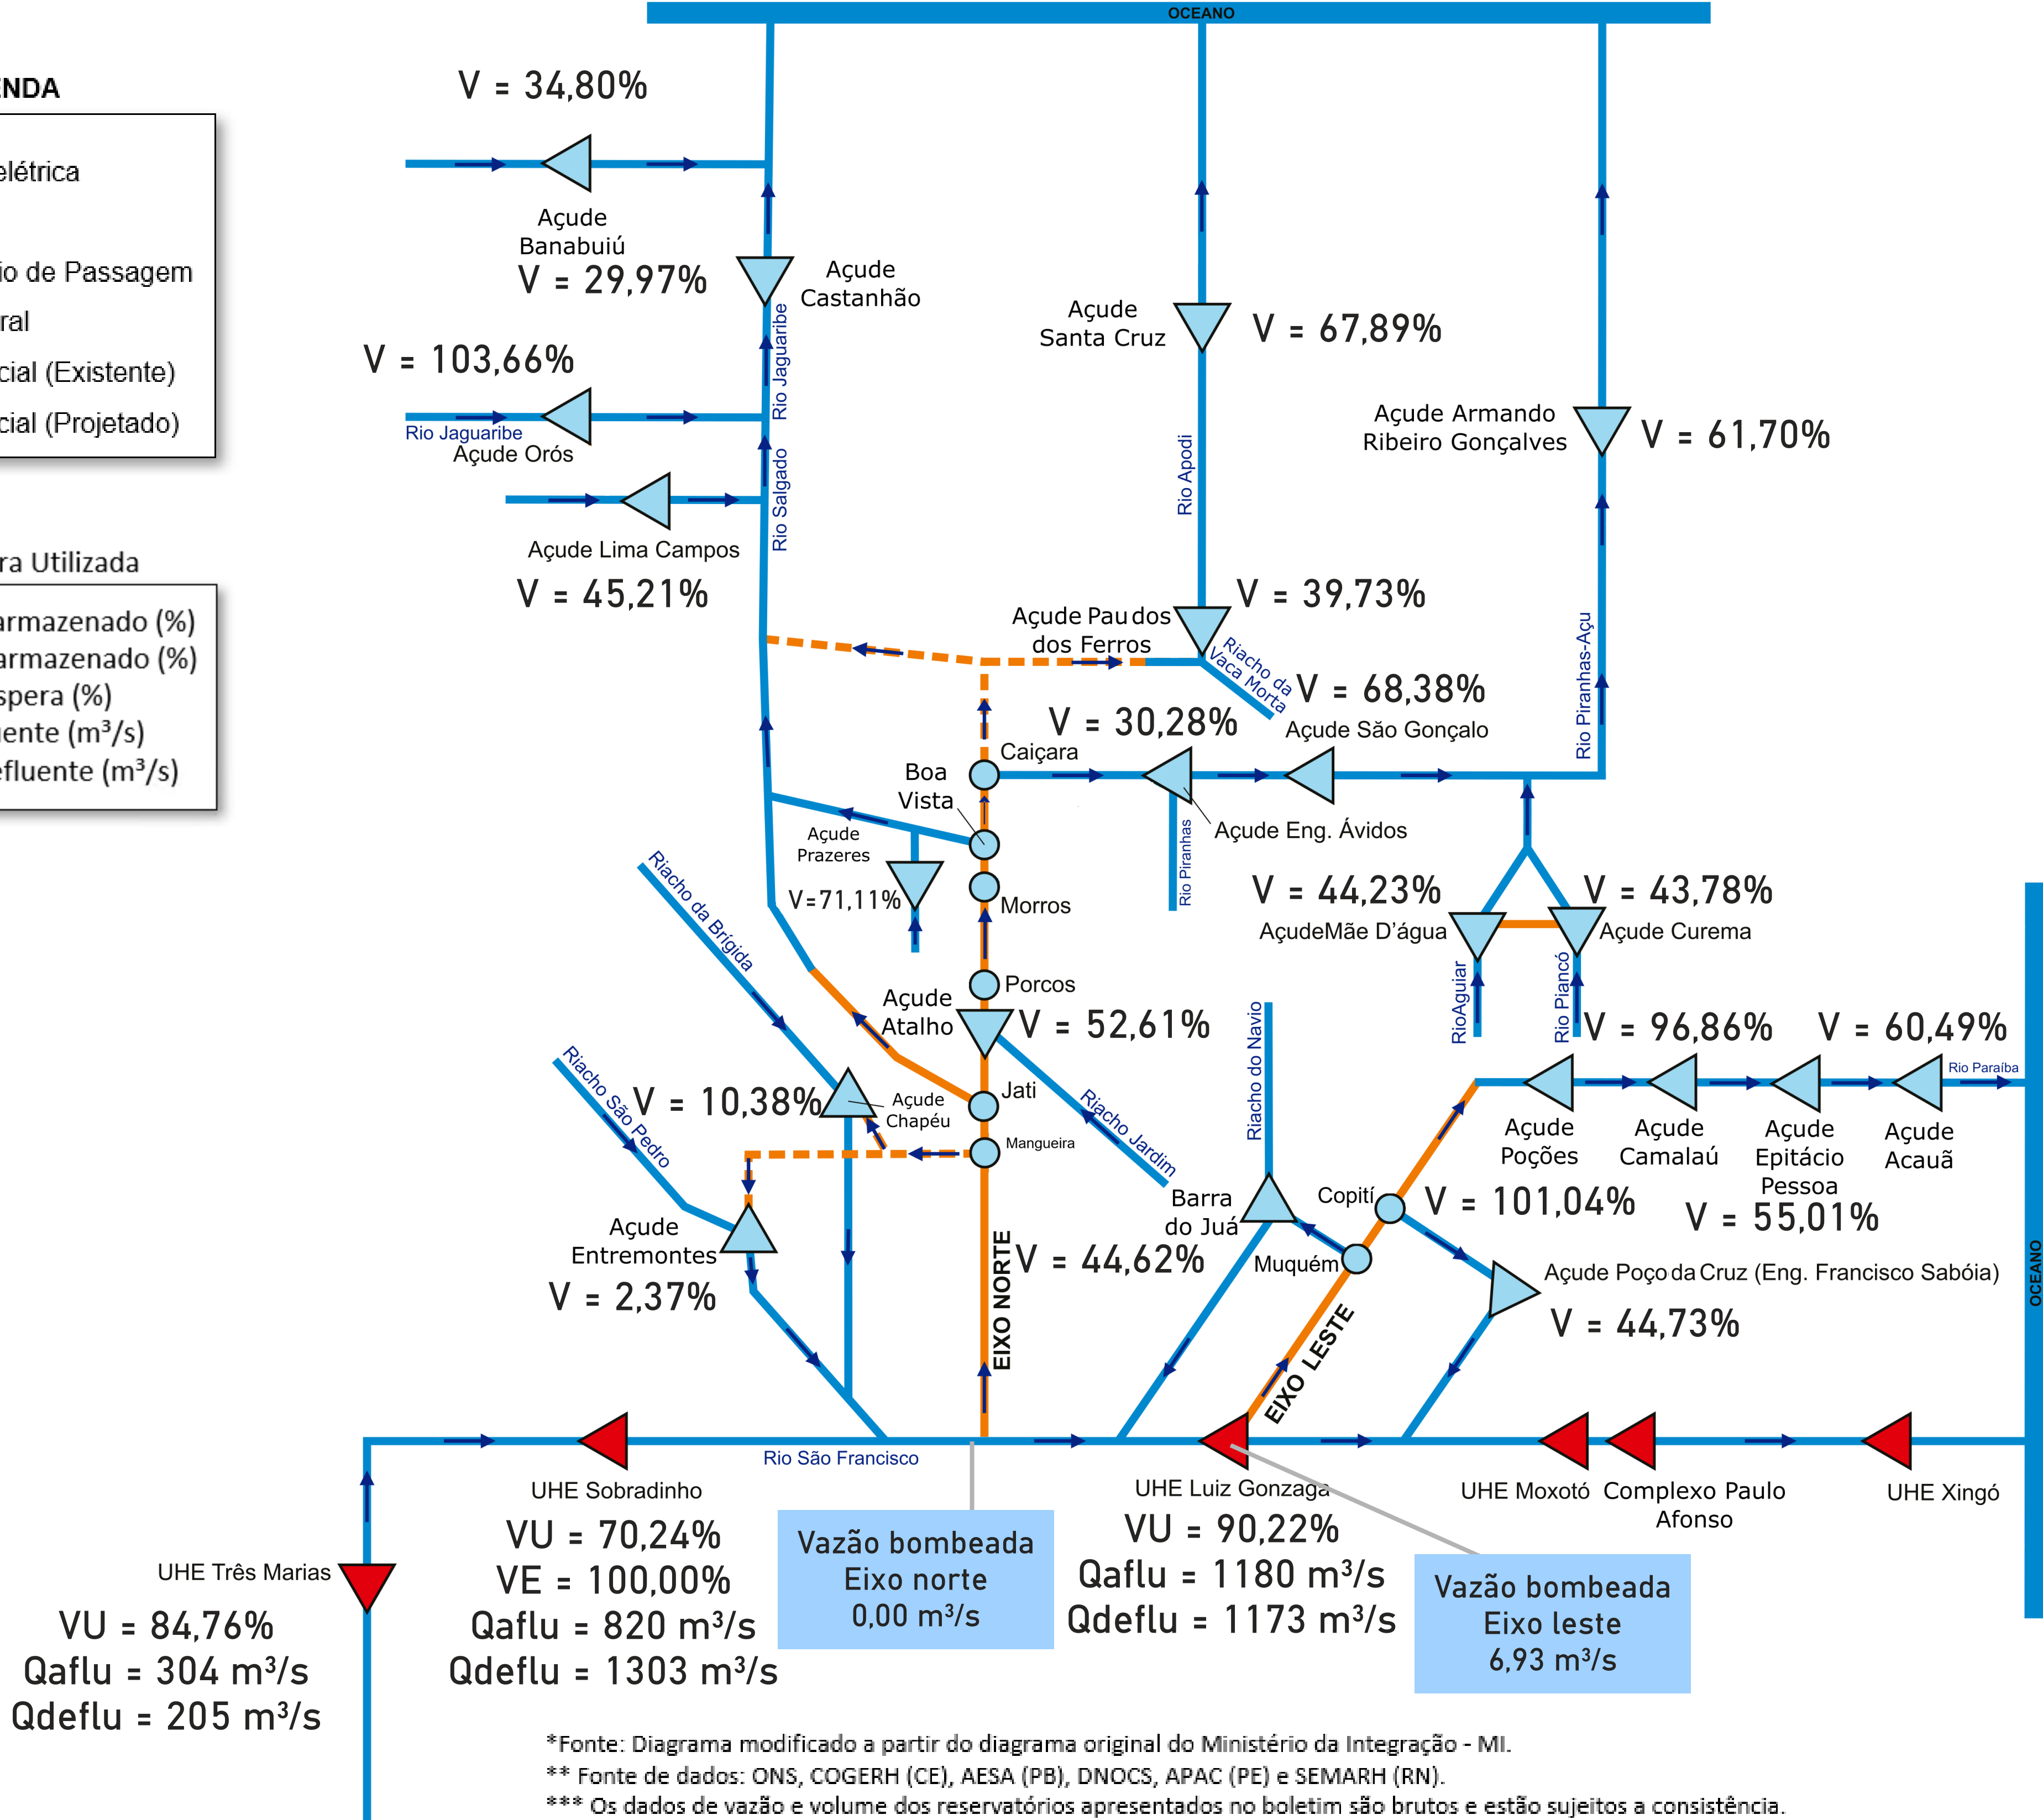 OCEANO
V = 34,80%
ENDA
elétrica
io de Passagem
ral
cial (Existente)
cial (Projetado)
Açude
Banabuiú
V = 29,97%
Açude
Castanhão
Rio Jaguaribe
V = 103,66%
Rio Jaguaribe
Açude Orós
Rio Salgado
Açude Lima Campos
V = 45,21%
Açude
Santa Cruz
V = 67,89%
Rio Apodi
Açude Armando
Ribeiro Gonçalves
V = 61,70%
Rio Piranhas-Açu
ra Utilizada
armazenado (%)
armazenado (%)
spera (%)
uente (m³/s)
efluente (m³/s)
Açude Pau dos
dos Ferros
V = 39,73%
Riacho da
Vaca Morta
V = 68,38%
Açude São Gonçalo
V = 30,28%
Caiçara
Boa
Vista
Açude Eng. Ávidos
Rio Piranhas
Açude
Prazeres
V=71,11%
Morros
Riacho da Brígida
V = 44,23%
AçudeMãe D'água
V = 43,78%
Açude Curema
RioAguiar
Rio Piancó
Porcos
Açude
Atalho
V = 52,61%
Riacho do Navio
V = 96,86%
V = 60,49%
Rio Paraíba
Riacho São Pedro
V = 10,38%
Açude
Chapéu
Jati
Mangueira
Riacho Jardim
Açude
Poções
Açude
Camalaú
Açude
Epitácio
Pessoa
Açude
Acauã
V = 101,04%
V = 55,01%
Barra
do Juá
Copití
Muquém
V = 44,62%
Açude
Entremontes
V = 2,37%
EIXO NORTE
EIXO LESTE
Açude Poço da Cruz (Eng. Francisco Sabóia)
V = 44,73%
OCEANO
Rio São Francisco
UHE Sobradinho
VU = 70,24%
VE = 100,00%
Qaflu = 820 m³/s
Qdeflu = 1303 m³/s
Vazão bombeada
Eixo norte
0,00 m³/s
UHE Luiz Gonzaga
VU = 90,22%
Qaflu = 1180 m³/s
Qdeflu = 1173 m³/s
Vazão bombeada
Eixo leste
6,93 m³/s
UHE Moxotó
Complexo Paulo
Afonso
UHE Xingó
UHE Três Marias
VU = 84,76%
Qaflu = 304 m³/s
Qdeflu = 205 m³/s
*Fonte: Diagrama modificado a partir do diagrama original do Ministério da Integração - MI.
** Fonte de dados: ONS, COGERH (CE), AESA (PB), DNOCS, APAC (PE) e SEMARH (RN).
*** Os dados de vazão e volume dos reservatórios apresentados no boletim são brutos e estão sujeitos a consistência.